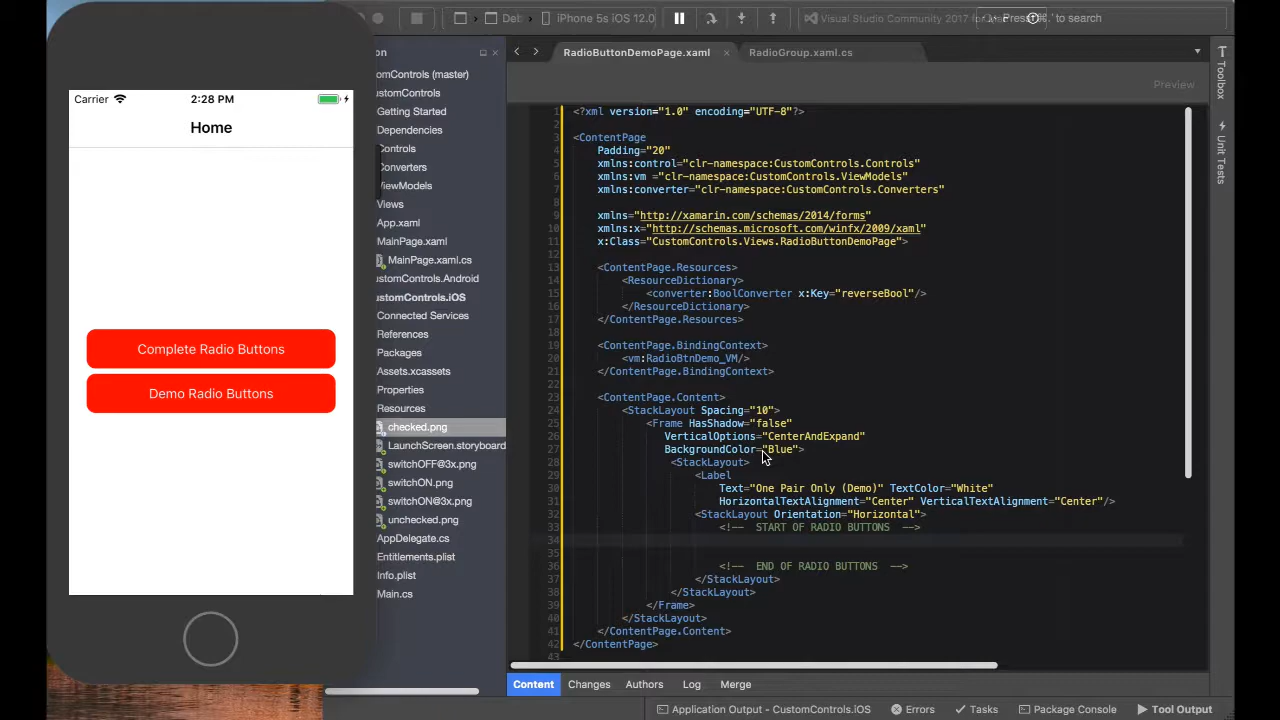 Deb
iPhone 5s iOS 12.0
Visual Studio Community 2017 for
Press ⌘. to search
RadioButtonDemoPage.xaml ×
RadioGroup.xaml.cs
Preview
Toolbox
Unit Tests
Carrier
2:28 PM
Home
Complete Radio Buttons
Demo Radio Buttons
on
omControls (master)
ustomControls
Getting Started
Dependencies
Controls
Converters
ViewModels
Views
App.xaml
MainPage.xaml
MainPage.xaml.cs
ustomControls.Android
ustomControls.iOS
Connected Services
References
Packages
Assets.xcassets
Properties
Resources
checked.png
LaunchScreen.storyboard
switchOFF@3x.png
switchON.png
switchON@3x.png
unchecked.png
AppDelegate.cs
Entitlements.plist
Info.plist
Main.cs
1 <?xml version="1.0" encoding="UTF-8"?>
2
3 <ContentPage
4 Padding="20"
5 xmlns:control="clr-namespace:CustomControls.Controls"
6 xmlns:vm ="clr-namespace:CustomControls.ViewModels"
7 xmlns:converter="clr-namespace:CustomControls.Converters"
8
9 xmlns="http://xamarin.com/schemas/2014/forms"
10 xmlns:x="http://schemas.microsoft.com/winfx/2009/xaml"
11 x:Class="CustomControls.Views.RadioButtonDemoPage">
12
13 <ContentPage.Resources>
14 <ResourceDictionary>
15 <converter:BoolConverter x:Key="reverseBool"/>
16 </ResourceDictionary>
17 </ContentPage.Resources>
18
19 <ContentPage.BindingContext>
20 <vm:RadioBtnDemo_VM/>
21 </ContentPage.BindingContext>
22
23 <ContentPage.Content>
24 <StackLayout Spacing="10">
25 <Frame HasShadow="false"
26 VerticalOptions="CenterAndExpand"
27 BackgroundColor="Blue">
28 <StackLayout>
29 <Label
30 Text="One Pair Only (Demo)" TextColor="White"
31 HorizontalTextAlignment="Center" VerticalTextAlignment="Center"/>
32 <StackLayout Orientation="Horizontal">
33 <!-- START OF RADIO BUTTONS -->
34
35
36 <!-- END OF RADIO BUTTONS -->
37 </StackLayout>
38 </StackLayout>
39 </Frame>
40 </StackLayout>
41 </ContentPage.Content>
42 </ContentPage>
43
Content Changes Authors Log Merge
Application Output - CustomControls.iOS Errors Tasks Package Console Tool Output